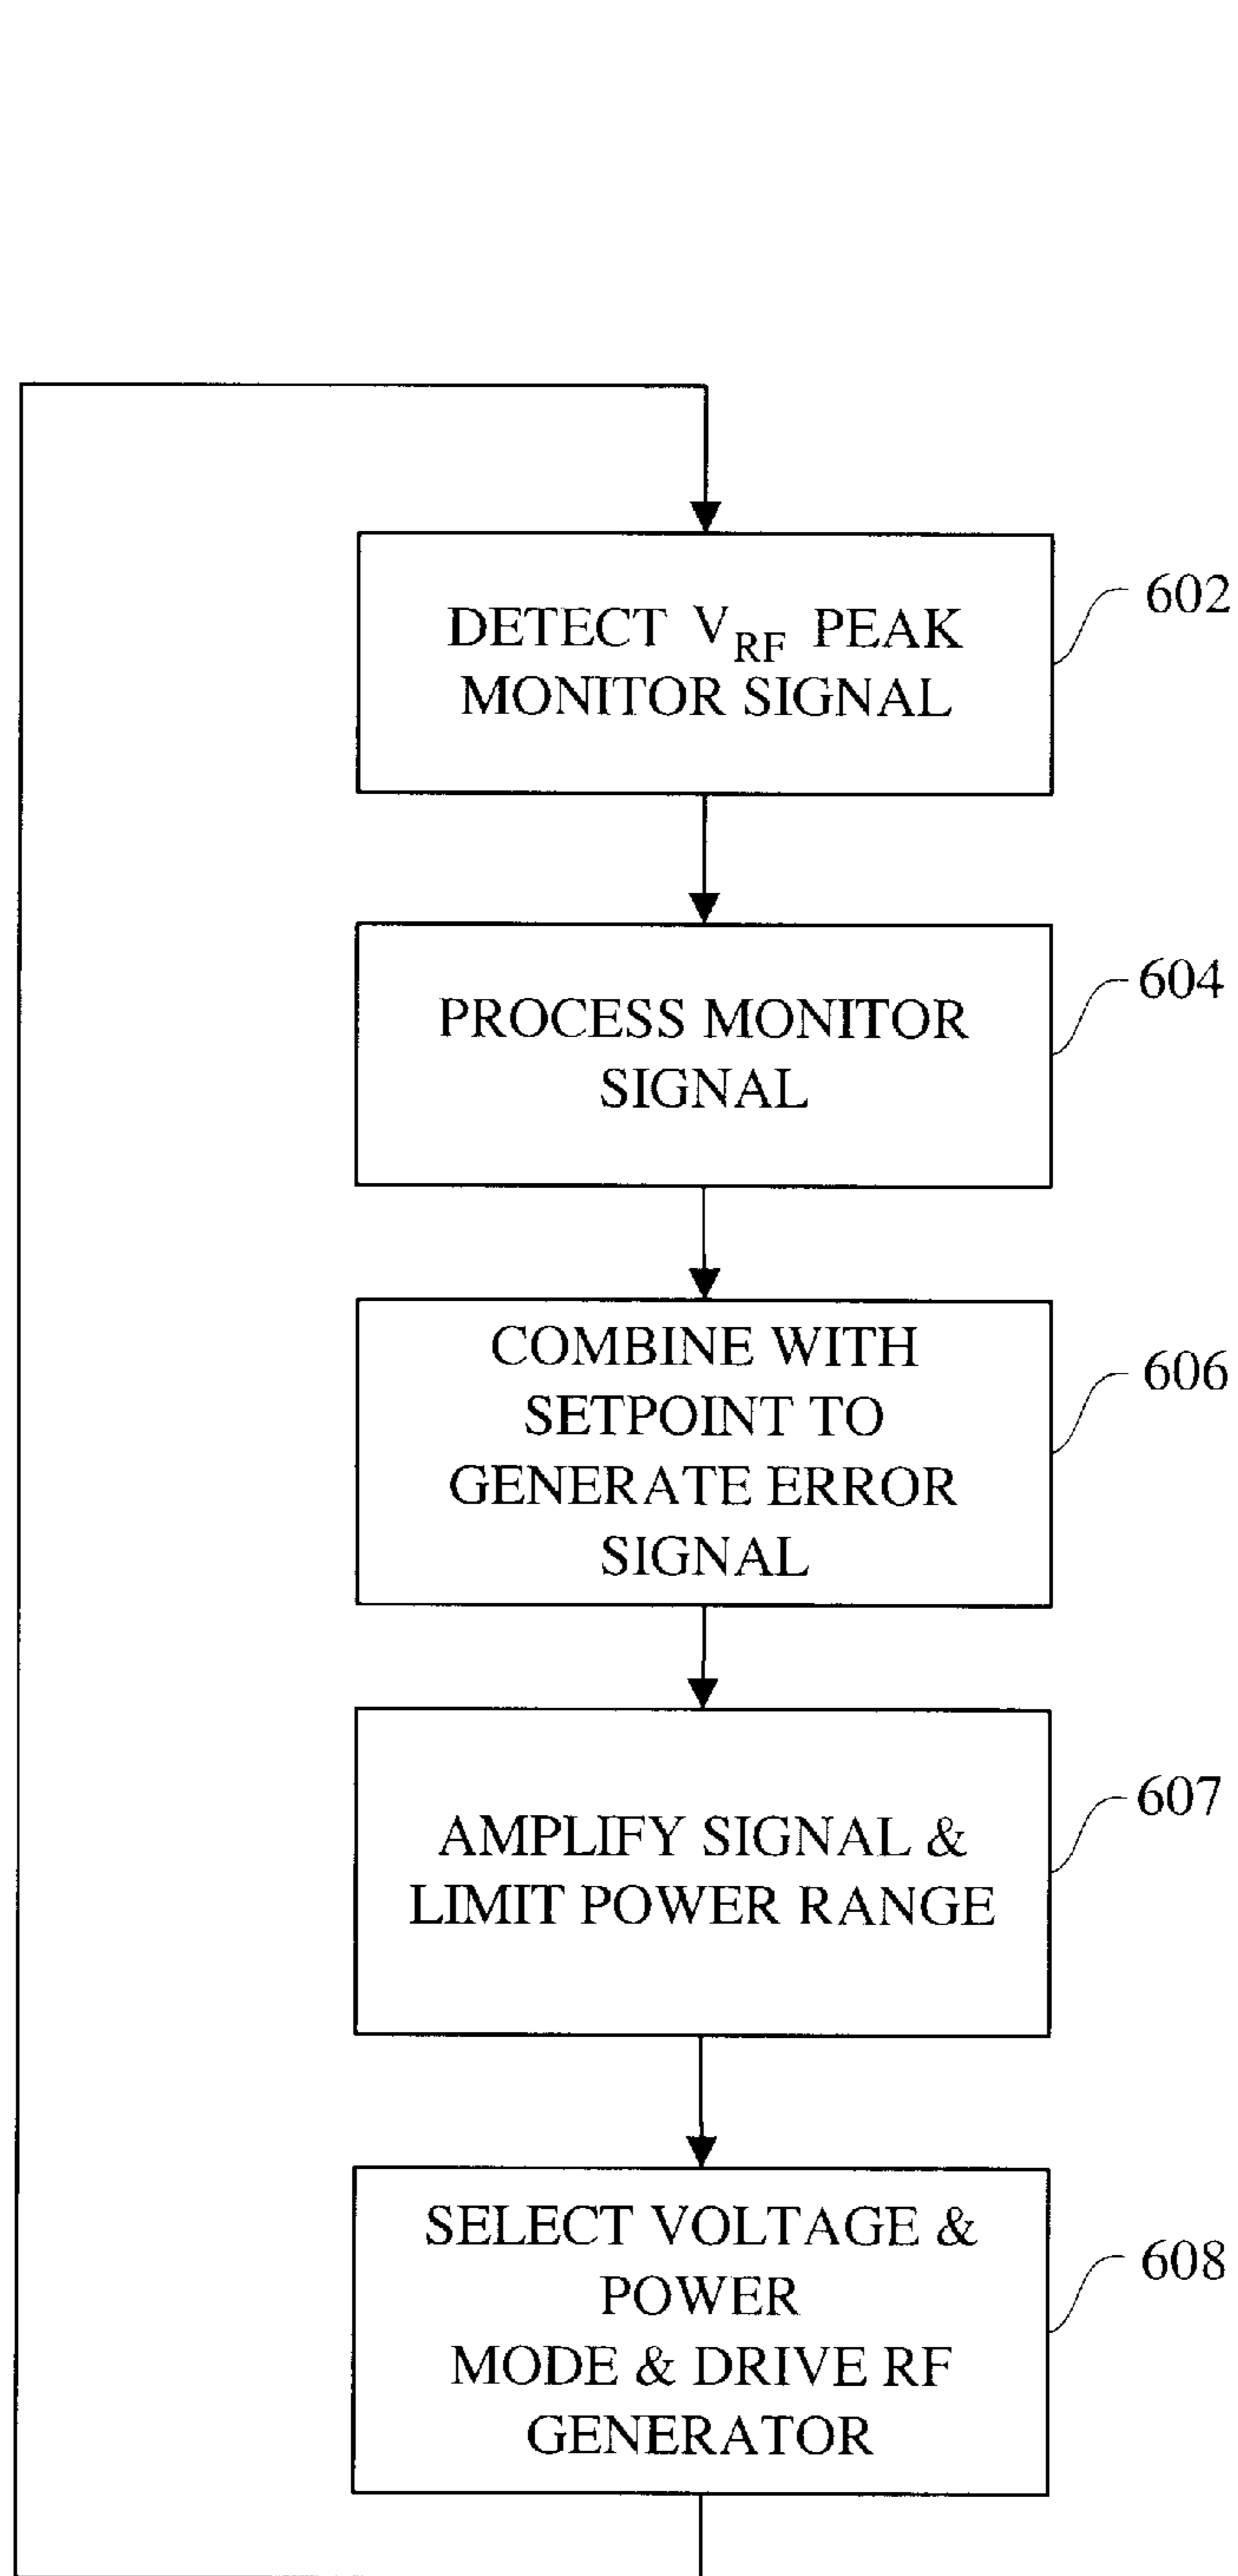 DETECT V_RF PEAK
MONITOR SIGNAL
602
PROCESS MONITOR
SIGNAL
604
COMBINE WITH
SETPOINT TO
GENERATE ERROR
SIGNAL
606
AMPLIFY SIGNAL &
LIMIT POWER RANGE
607
SELECT VOLTAGE &
POWER
MODE & DRIVE RF
GENERATOR
608